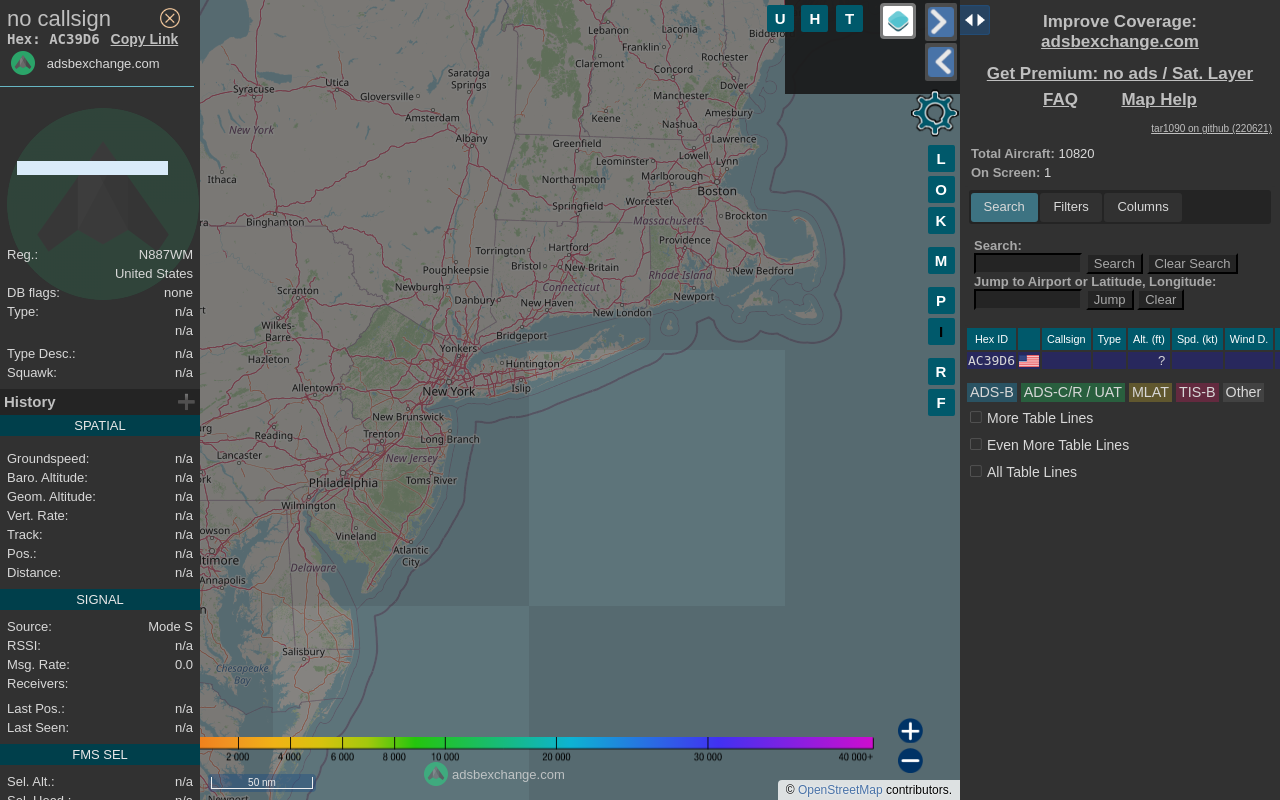 no callsign
Hex: AC39D6 Copy Link
adsbexchange.com
Reg.: N887WM
United States
DB flags: none
Type: n/a
n/a
Type Desc.: n/a
Squawk: n/a
History
SPATIAL
Groundspeed: n/a
Baro. Altitude: n/a
Geom. Altitude: n/a
Vert. Rate: n/a
Track: n/a
Pos.: n/a
Distance: n/a
SIGNAL
Source: Mode S
RSSI: n/a
Msg. Rate: 0.0
Receivers:
Last Pos.: n/a
Last Seen: n/a
FMS SEL
Sel. Alt.: n/a
Sel. Head.: n/a
U H T
L
O
K
M
P
I
R
F
Lebanon
Laconia
Franklin
Claremont
Rochester
Concord
Dover
Manchester
Amesbury
Keene
Nashua
Utica
Saratoga
Springs
Syracuse
Gloversville
Amsterdam
New York
Albany
Greenfield
Lawrence
Leominster
Lowell
Lynn
Ithaca
Northampton
Marlborough
Boston
Springfield
Worcester
Binghamton
Massachusetts
Brockton
Torrington
Hartford
Providence
Bristol
New Britain
Poughkeepsie
Rhode Island
New Bedford
Scranton
Newburgh
Connecticut
Danbury
New Haven
Newport
New London
Wilkes-
Barre
Bridgeport
Hazleton
Yonkers
Huntington
Allentown
New York
Islip
New Brunswick
Reading
Trenton
Long Branch
Lancaster
New Jersey
Philadelphia
Toms River
Wilmington
Vineland
Atlantic
City
Delaware
Annapolis
Salisbury
Chesapeake
Bay
Newport
2 000 4 000 6 000 8 000 10 000 20 000 30 000 40 000+
50 nm
adsbexchange.com
© OpenStreetMap contributors.
Improve Coverage:
adsbexchange.com
Get Premium: no ads / Sat. Layer
FAQ Map Help
tar1090 on github (220621)
Total Aircraft: 10820
On Screen: 1
Search Filters Columns
Search:
Search Clear Search
Jump to Airport or Latitude, Longitude:
Jump Clear
Hex ID Callsign Type Alt. (ft) Spd. (kt) Wind D.
AC39D6 ?
ADS-B ADS-C/R / UAT MLAT TIS-B Other
More Table Lines
Even More Table Lines
All Table Lines